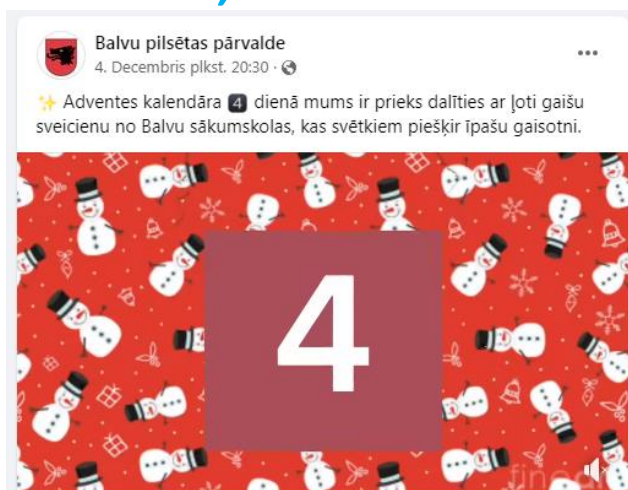 Balvu pilsētas pārvalde
4. Decembris plkst. 20:30 ·
✨ Adventes kalendāra 4️⃣ dienā mums ir prieks dalīties ar ļoti gaišu
sveicienu no Balvu sākumskolas, kas svētkiem piešķir īpašu gaisotni.
4